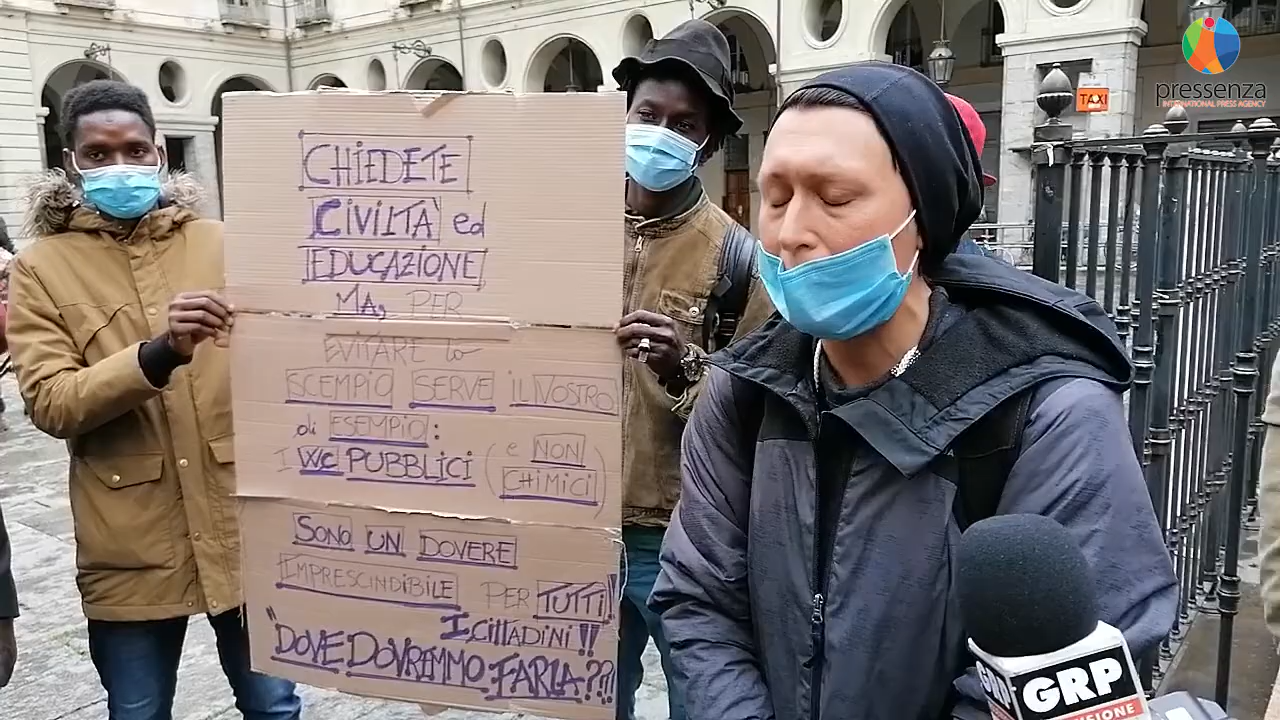 pressenza
INTERNATIONAL PRESS AGENCY
TAXI
CHIEDETE
CIVILTÀ ed
EDUCAZIONE
MA, PER
EVITARE lo
SCEMPIO SERVE il VOSTRO
di ESEMPIO:
I WC PUBBLICI (e NON
CHIMICI)
SONO UN DOVERE
IMPRESCINDIBILE PER TUTTI!
I CITTADINI!!
"DOVE DOVREMMO FARLA???
GRP